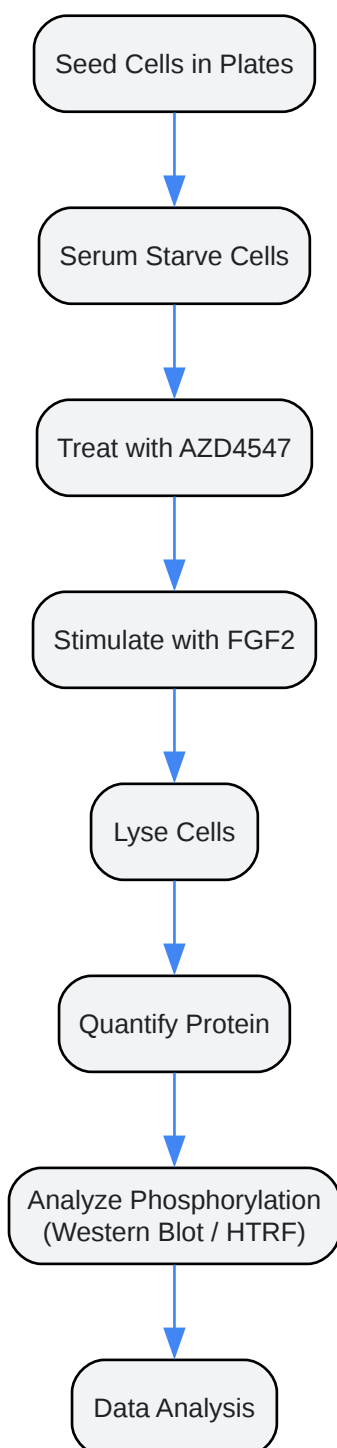 Seed Cells in Plates
Serum Starve Cells
Treat with AZD4547
Stimulate with FGF2
Lyse Cells
Quantify Protein
Analyze Phosphorylation
(Western Blot / HTRF)
Data Analysis